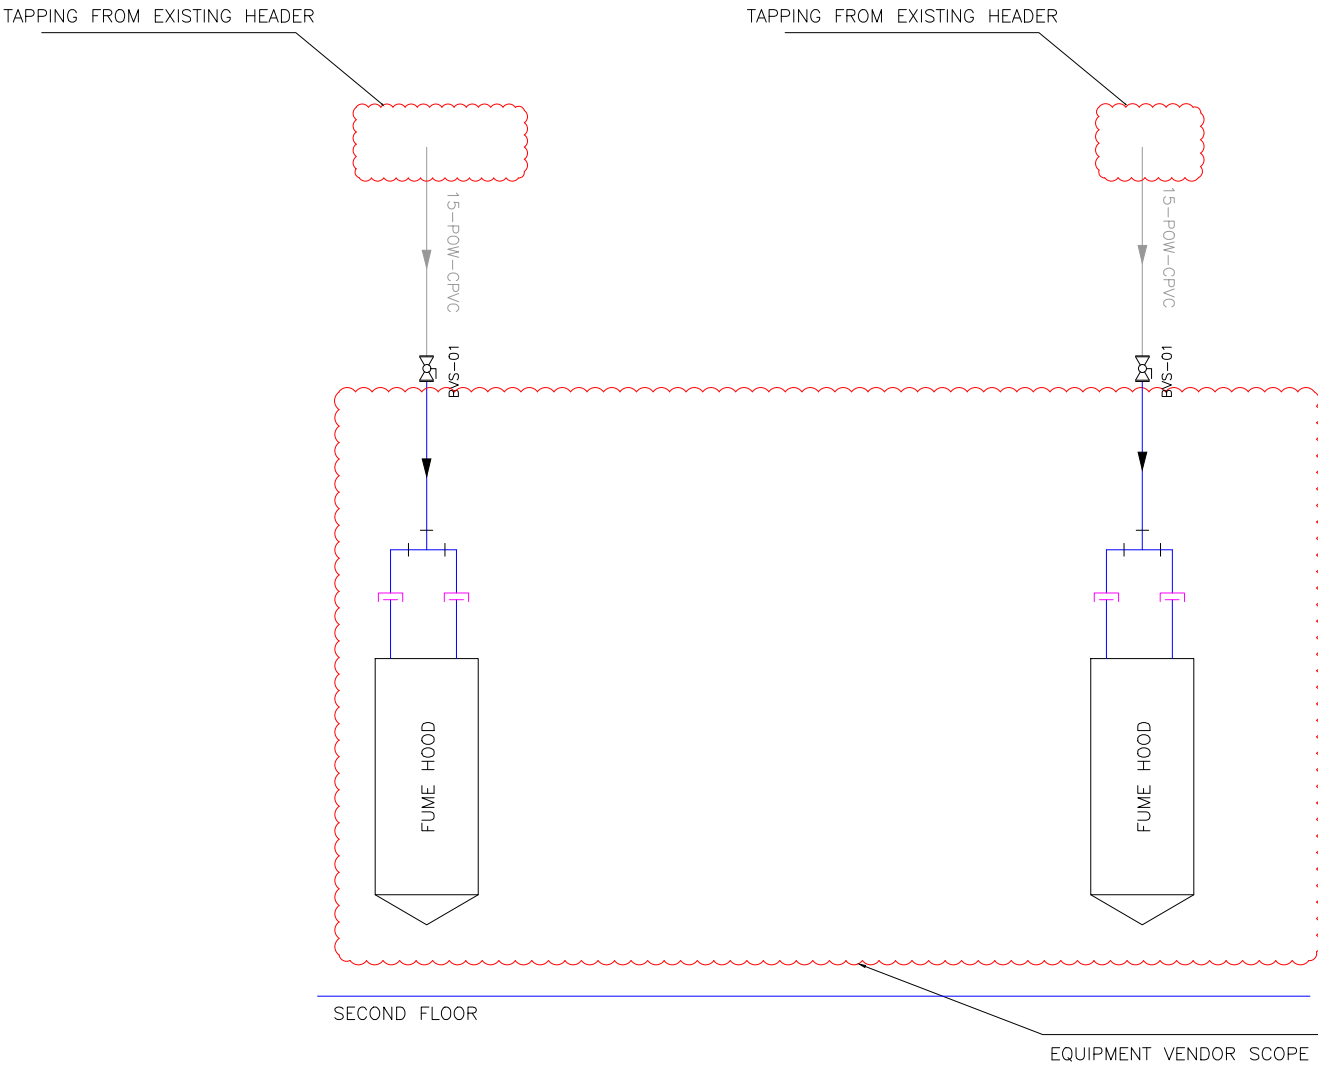 TAPPING FROM EXISTING HEADER
TAPPING FROM EXISTING HEADER
15-POW-CPVC
15-POW-CPVC
BVS-01
BVS-01
FUME HOOD
FUME HOOD
SECOND FLOOR
EQUIPMENT VENDOR SCOPE